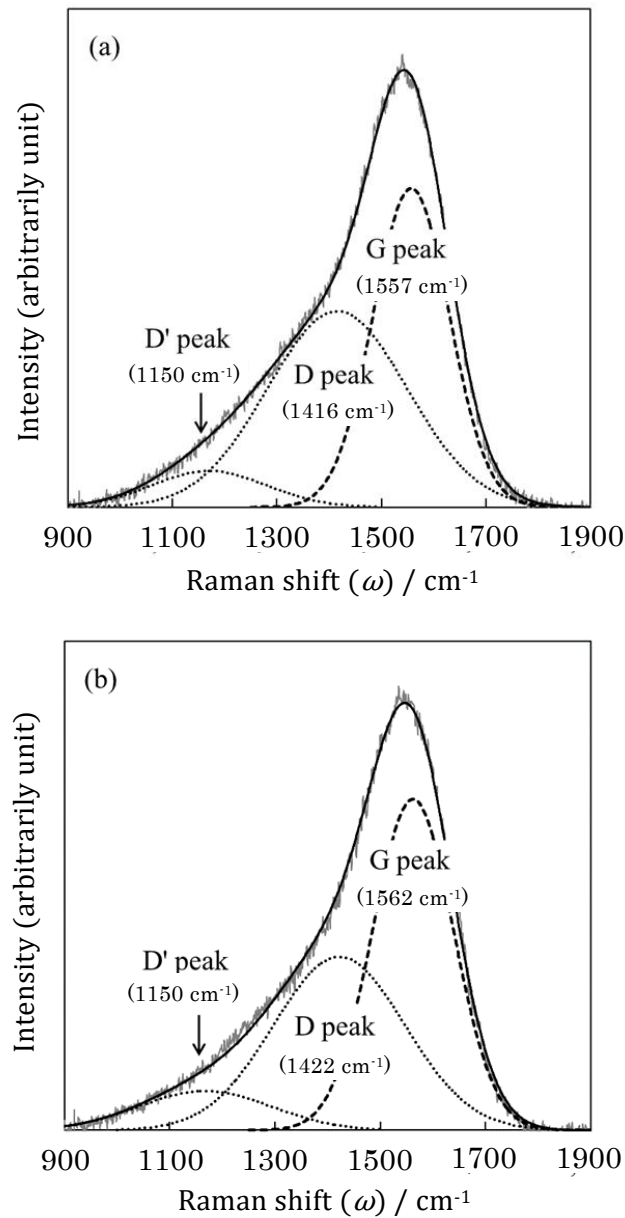 (a)
Intensity (arbitrarily unit)
G peak
(1557 cm⁻¹)
D' peak
(1150 cm⁻¹)
D peak
(1416 cm⁻¹)
900 1100 1300 1500 1700 1900
Raman shift (ω) / cm⁻¹
(b)
Intensity (arbitrarily unit)
G peak
(1562 cm⁻¹)
D' peak
(1150 cm⁻¹)
D peak
(1422 cm⁻¹)
900 1100 1300 1500 1700 1900
Raman shift (ω) / cm⁻¹